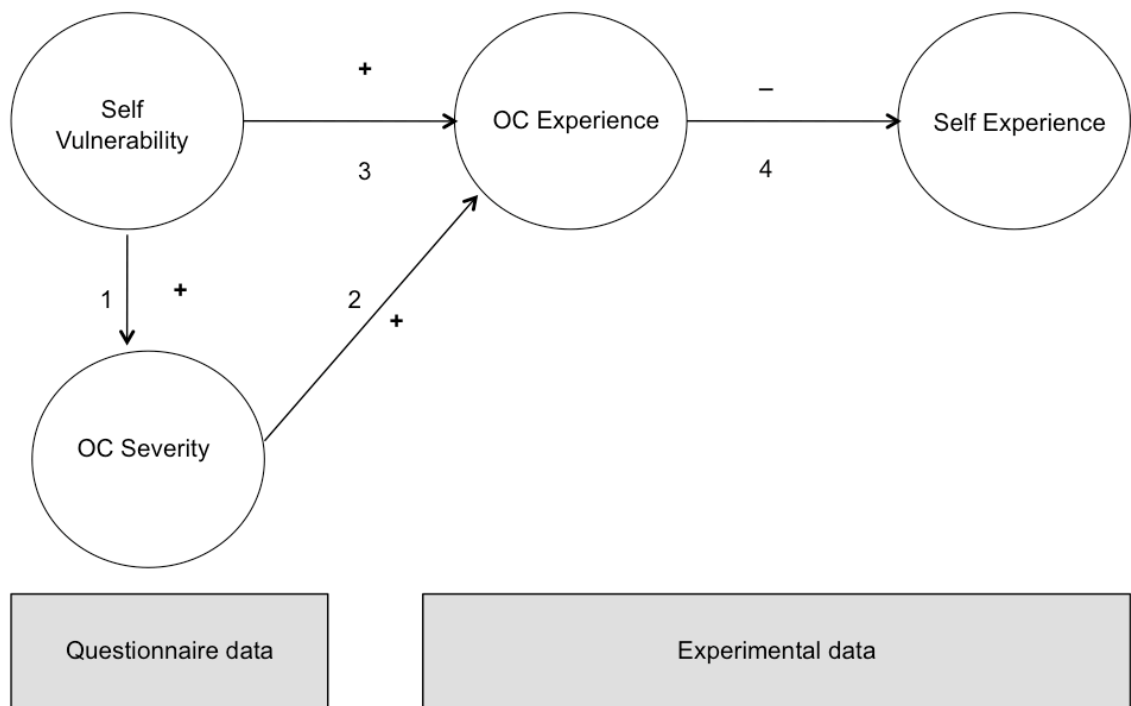 +
–
Self
Vulnerability
OC Experience
Self Experience
3
4
1
+
2
+
OC Severity
Questionnaire data
Experimental data